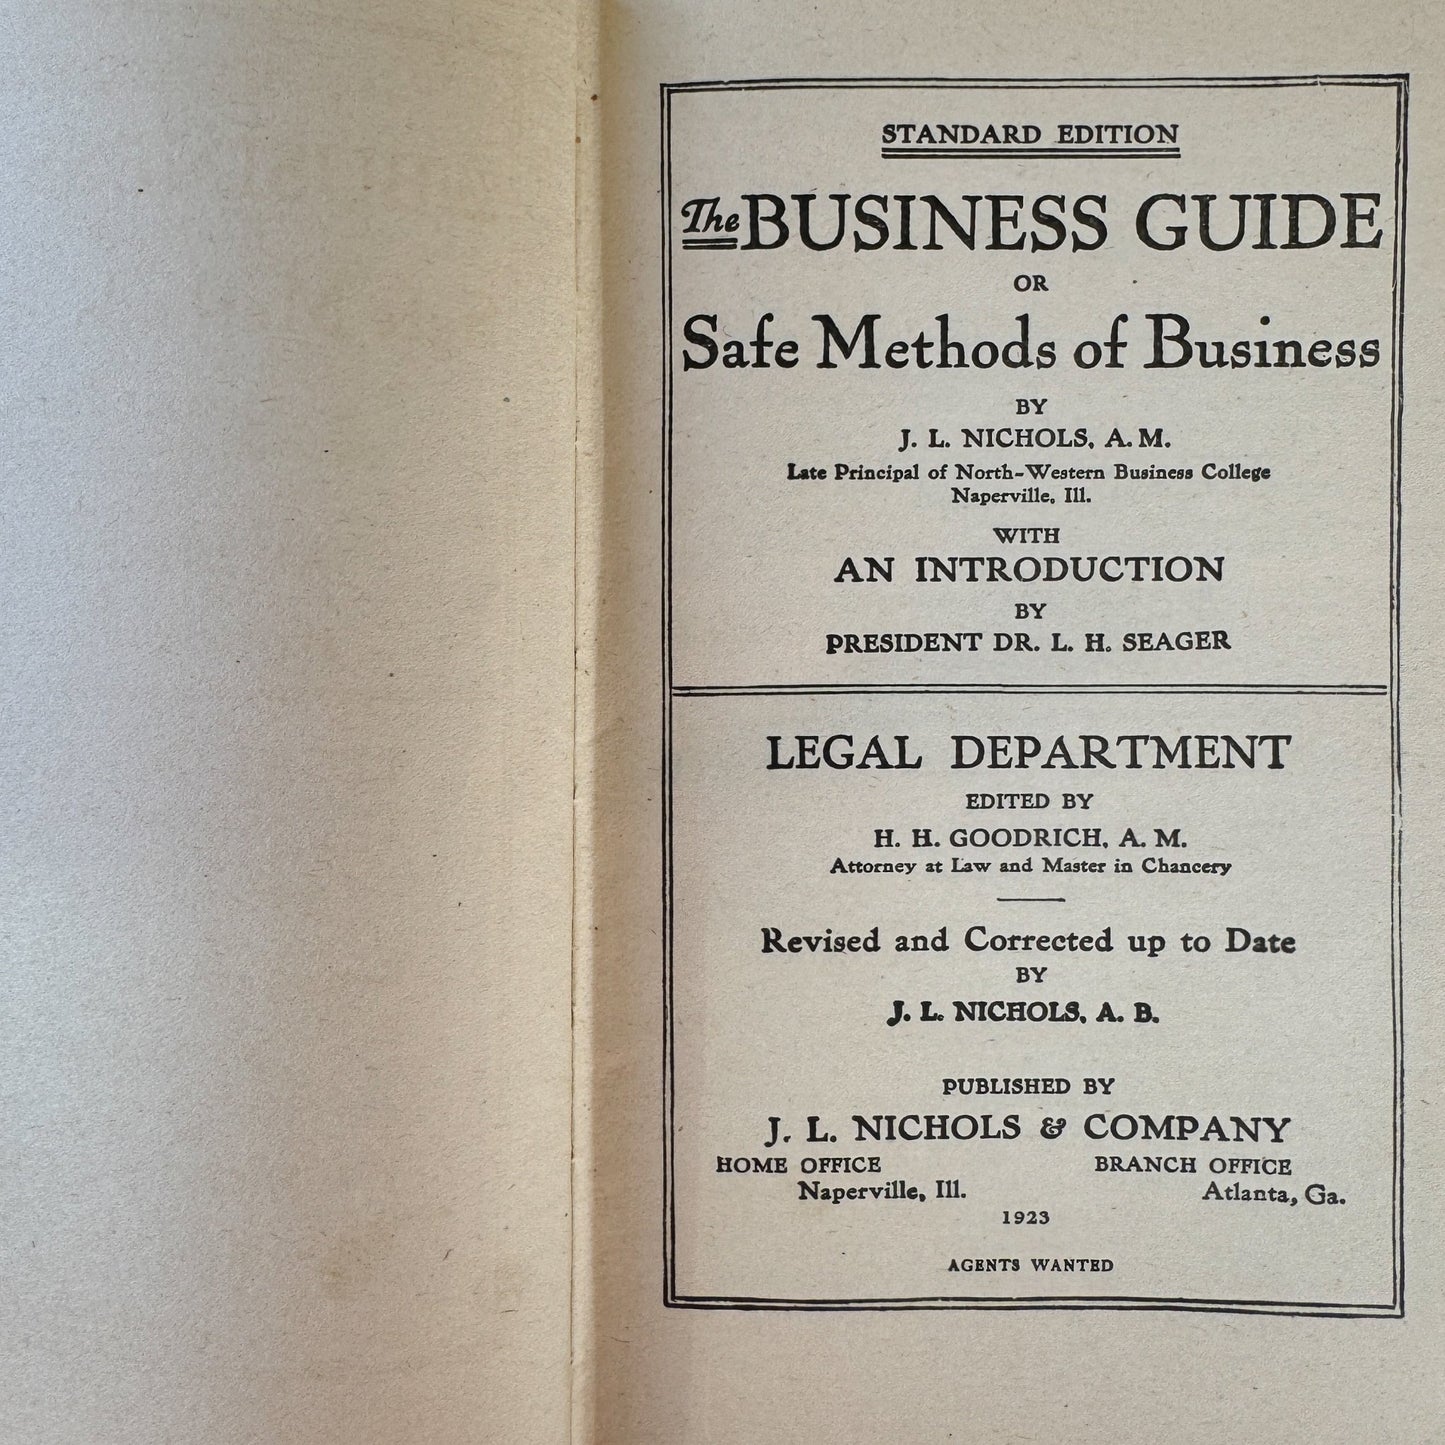 STANDARD EDITION
The BUSINESS GUIDE
OR
Safe Methods of Business
BY
J. L. NICHOLS, A. M.
Late Principal of North-Western Business College
Naperville, Ill.
WITH
AN INTRODUCTION
BY
PRESIDENT DR. L. H. SEAGER
LEGAL DEPARTMENT
EDITED BY
H. H. GOODRICH, A. M.
Attorney at Law and Master in Chancery
Revised and Corrected up to Date
BY
J. L. NICHOLS, A. B.
PUBLISHED BY
J. L. NICHOLS & COMPANY
HOME OFFICE BRANCH OFFICE
Naperville, Ill. Atlanta, Ga.
1923
AGENTS WANTED